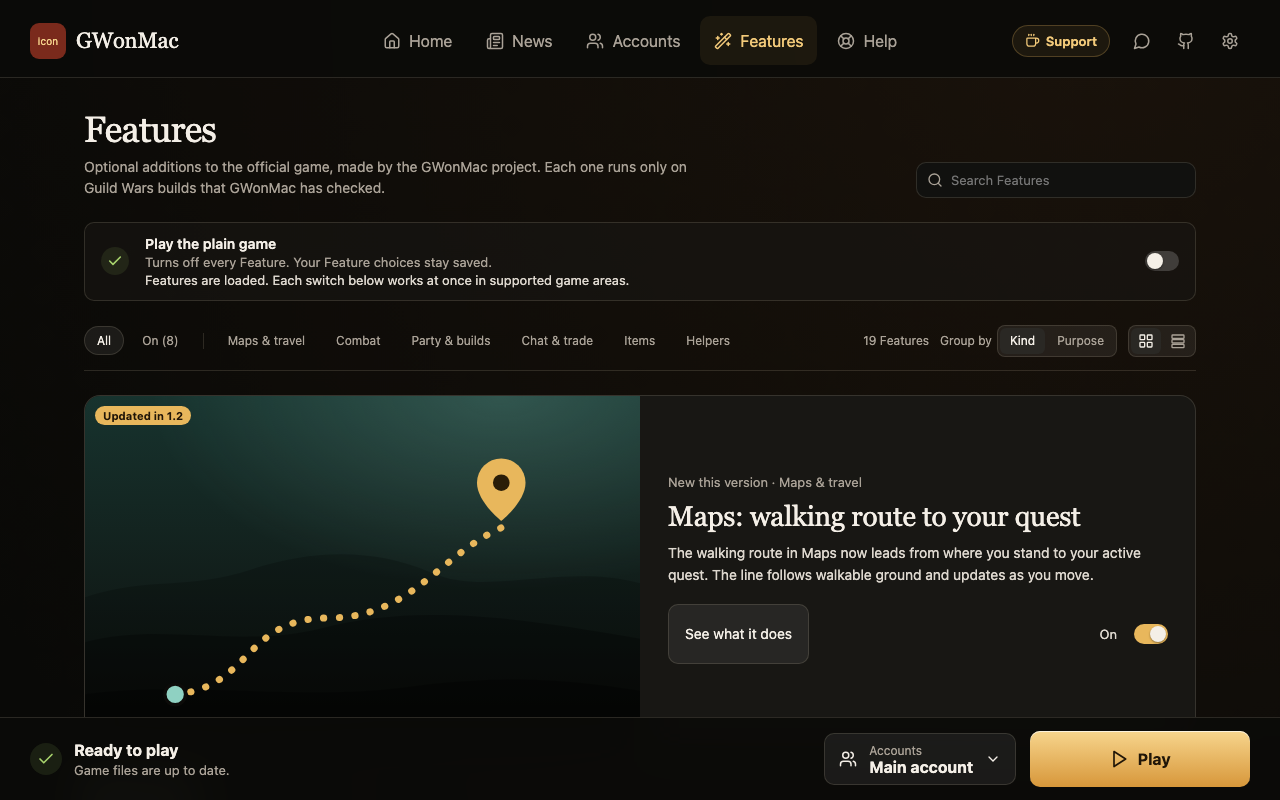 icon
GWonMac
Home
News
Accounts
Features
Help
Support
Features
Optional additions to the official game, made by the GWonMac project. Each one runs only on
Guild Wars builds that GWonMac has checked.
Search Features
Play the plain game
Turns off every Feature. Your Feature choices stay saved.
Features are loaded. Each switch below works at once in supported game areas.
All
On (8)
Maps & travel
Combat
Party & builds
Chat & trade
Items
Helpers
19 Features
Group by
Kind
Purpose
Updated in 1.2
New this version · Maps & travel
Maps: walking route to your quest
The walking route in Maps now leads from where you stand to your active
quest. The line follows walkable ground and updates as you move.
See what it does
On
Ready to play
Game files are up to date.
Accounts
Main account
Play